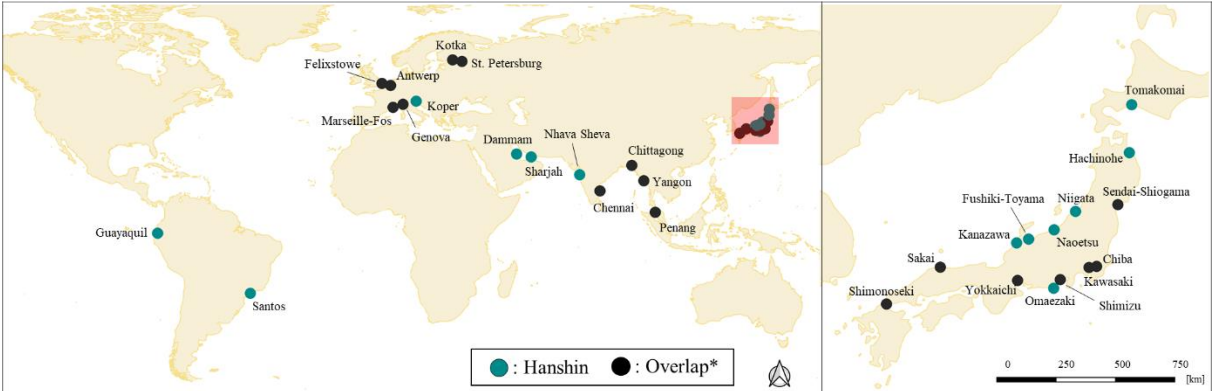 Kotka
Felixstowe
Antwerp
St. Petersburg
Koper
Marseille-Fos
Genova
Dammam
Nhava Sheva
Sharjah
Chittagong
Yangon
Chennai
Penang
Guayaquil
Santos
: Hanshin
: Overlap*
Tomakomai
Hachinohe
Sendai-Shiogama
Fushiki-Toyama
Niigata
Kanazawa
Naoetsu
Sakai
Chiba
Kawasaki
Shimonoseki
Yokkaichi
Omaezaki
Shimizu
0 250 500 750
[km]